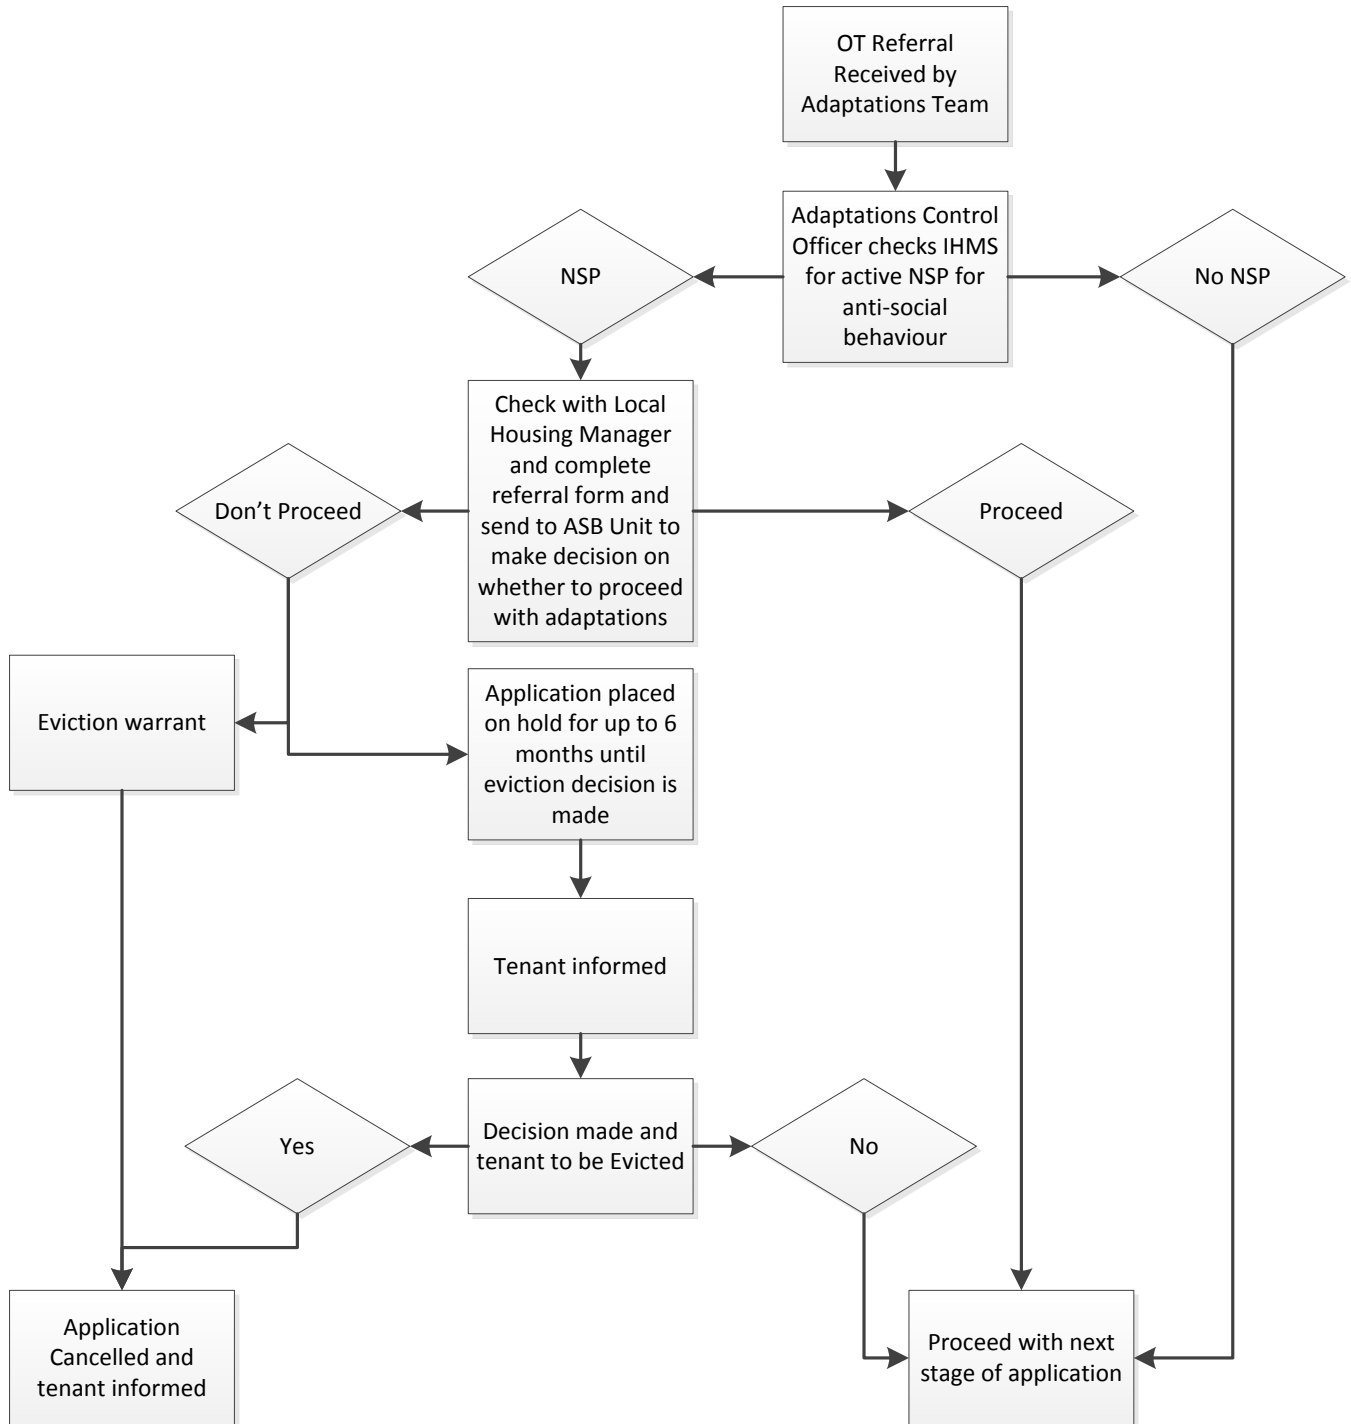 OT Referral
Received by
Adaptations Team
Adaptations Control
Officer checks IHMS
for active NSP for
anti-social
behaviour
NSP
No NSP
Check with Local
Housing Manager
and complete
referral form and
send to ASB Unit to
make decision on
whether to proceed
with adaptations
Don’t Proceed
Proceed
Eviction warrant
Application placed
on hold for up to 6
months until
eviction decision is
made
Tenant informed
Decision made and
tenant to be Evicted
Yes
No
Application
Cancelled and
tenant informed
Proceed with next
stage of application